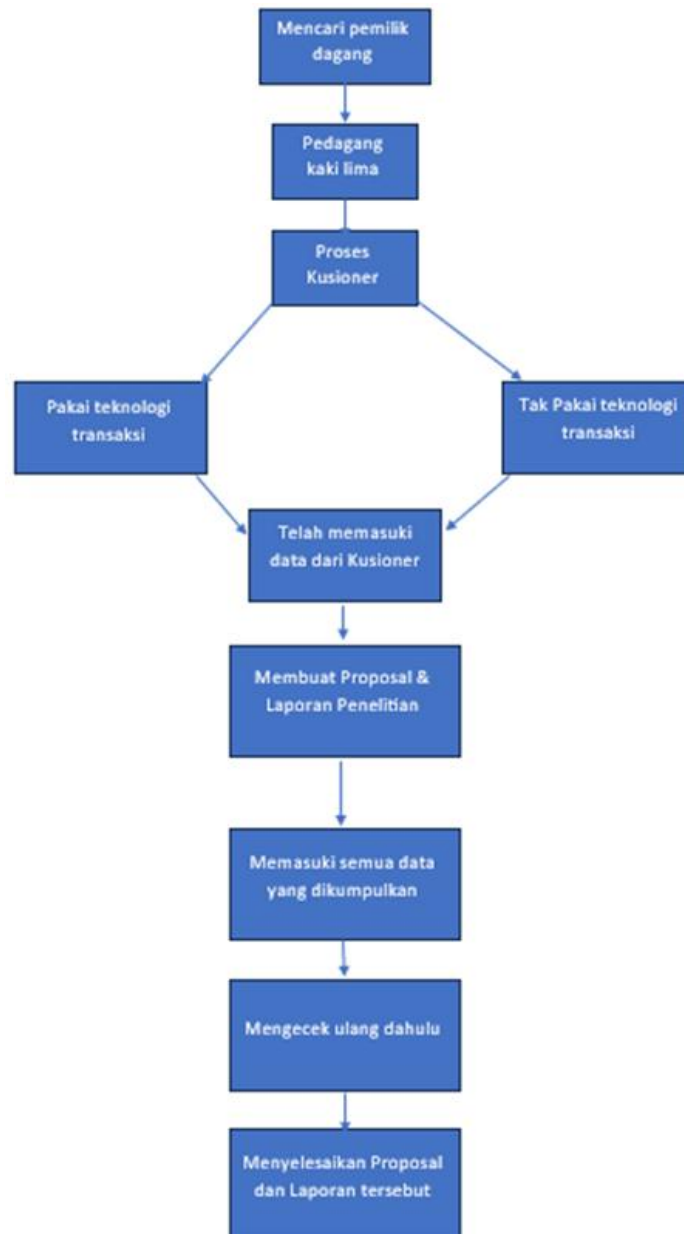 Mencari pemilik
dagang
Pedagang
kaki lima
Proses
Kusioner
Pakai teknologi
transaksi
Tak Pakai teknologi
transaksi
Telah memasuki
data dari Kusioner
Membuat Proposal &
Laporan Penelitian
Memasuki semua data
yang dikumpulkan
Mengecek ulang dahulu
Menyelesaikan Proposal
dan Laporan tersebut